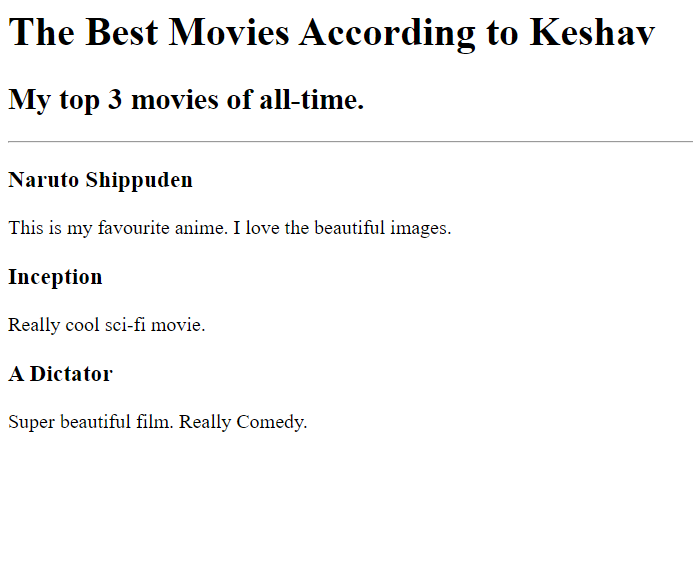 The Best Movies According to Keshav
My top 3 movies of all-time.
Naruto Shippuden
This is my favourite anime. I love the beautiful images.
Inception
Really cool sci-fi movie.
A Dictator
Super beautiful film. Really Comedy.